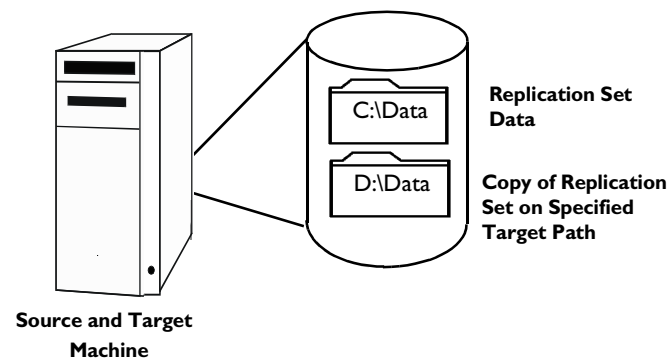 C:\Data
Replication Set
Data
D:\Data
Copy of Replication
Set on Specified
Target Path
Source and Target
Machine